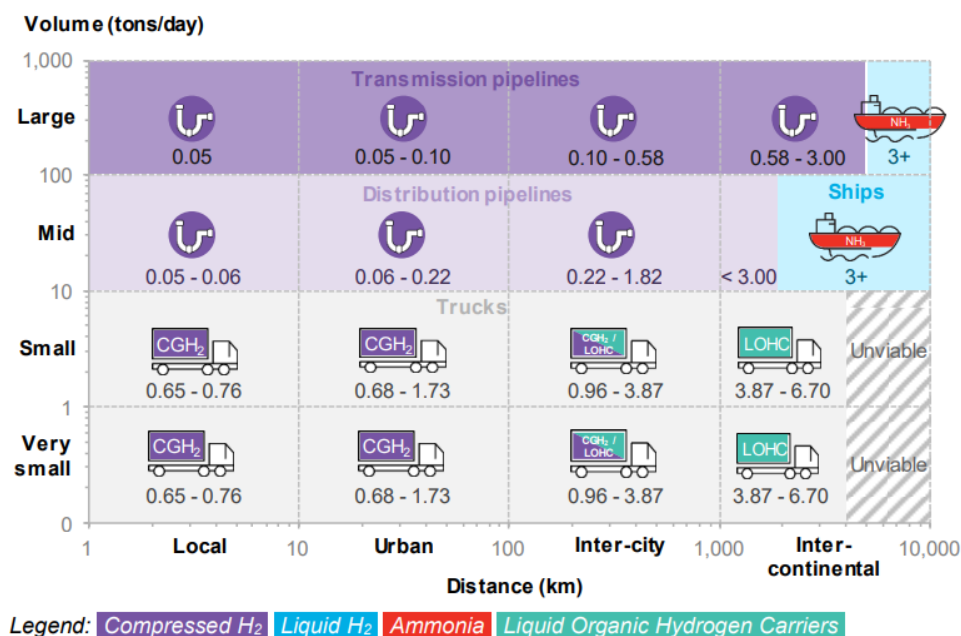 Volume (tons/day)
1,000
Transmission pipelines
Large
NH₃
0.05
0.05 - 0.10
0.10 - 0.58
0.58 - 3.00
3+
100
Distribution pipelines
Ships
Mid
NH₃
0.05 - 0.06
0.06 - 0.22
0.22 - 1.82
< 3.00
3+
10
Trucks
Small
CGH₂
CGH₂
CGH₂ /
LOHC
LOHC
Unviable
0.65 - 0.76
0.68 - 1.73
0.96 - 3.87
3.87 - 6.70
1
Very
small
CGH₂
CGH₂
CGH₂ /
LOHC
LOHC
Unviable
0.65 - 0.76
0.68 - 1.73
0.96 - 3.87
3.87 - 6.70
0
1
Local
10
Urban
100
Inter-city
1,000
Inter-
continental
10,000
Distance (km)
Legend: Compressed H₂ Liquid H₂ Ammonia Liquid Organic Hydrogen Carriers